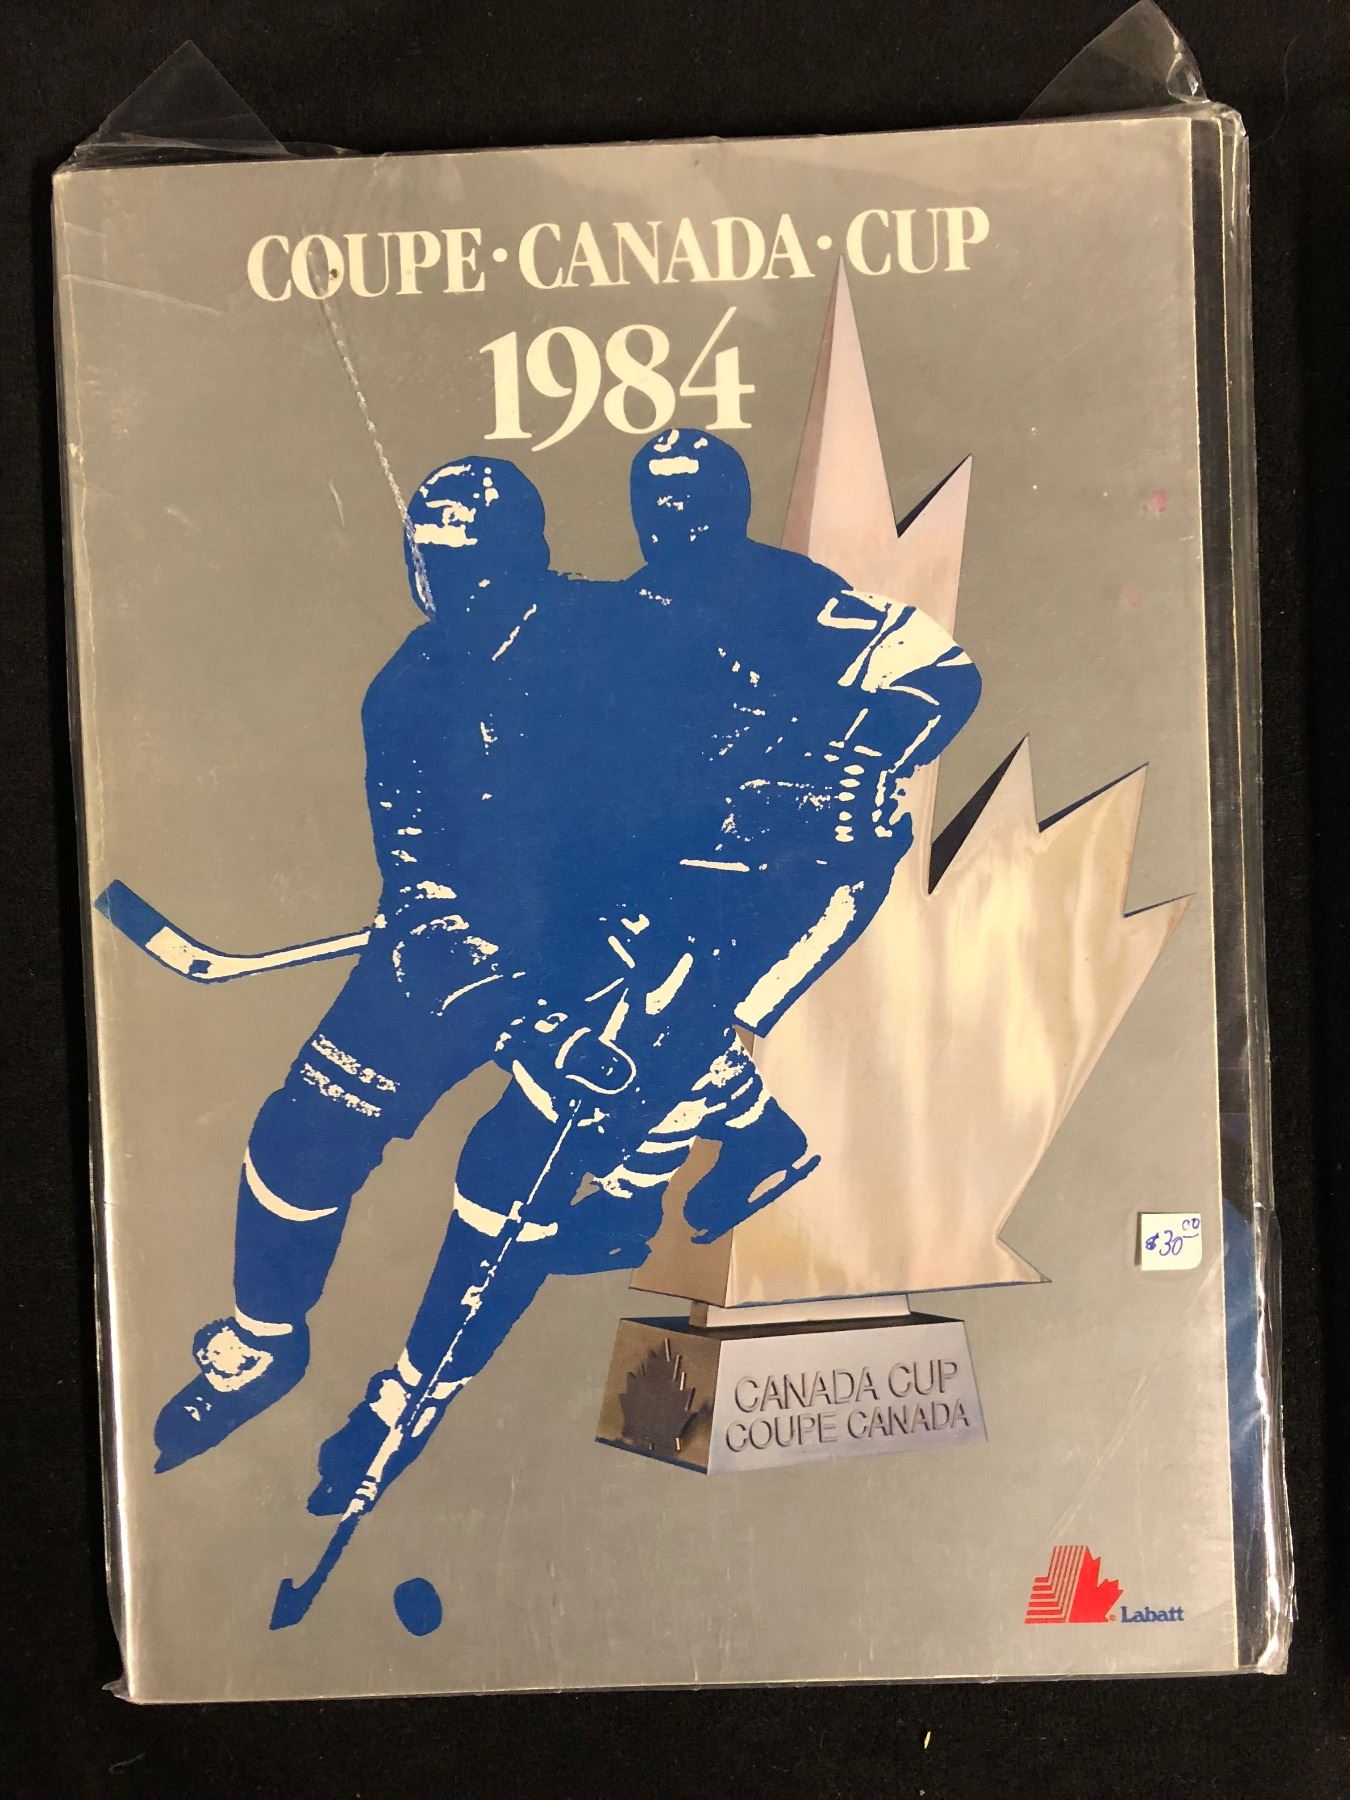 COUPE·CANADA·CUP
1984
$30.00
CANADA CUP
COUPE CANADA
Labatt